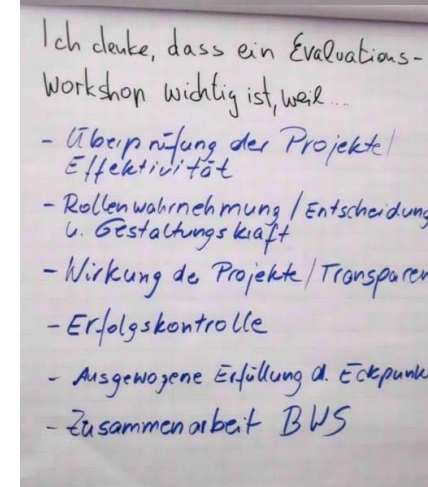 Ich denke, dass ein Evaluations-
Workshop wichtig ist, weil...
- Überprüfung der Projekte/
Effektivität
- Rollenwahrnehmung / Entscheidung
u. Gestaltungskraft
- Wirkung de Projekte / Transparen
- Erfolgskontrolle
- Ausgewogene Erfüllung d. Eckpunk
- Zusammenarbeit BWS